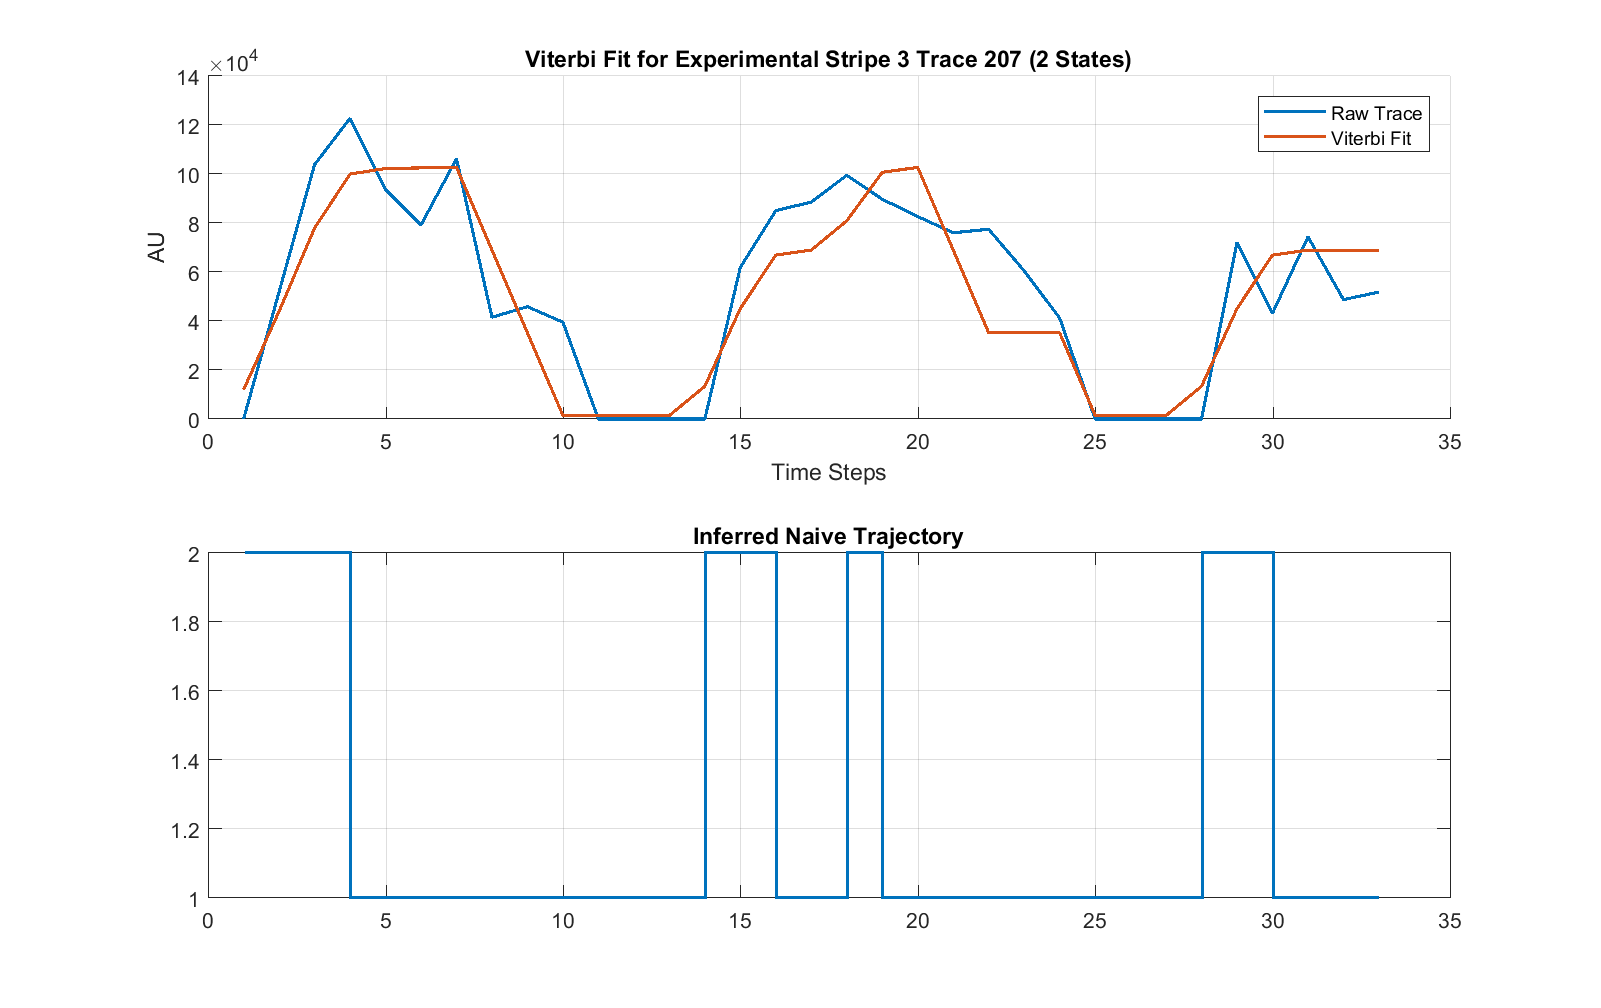 Viterbi Fit for Experimental Stripe 3 Trace 207 (2 States)
×10^4
14
12
10
8
6
4
2
0
AU
Raw Trace
Viterbi Fit
0 5 10 15 20 25 30 35
Time Steps
Inferred Naive Trajectory
2
1.8
1.6
1.4
1.2
1
0 5 10 15 20 25 30 35